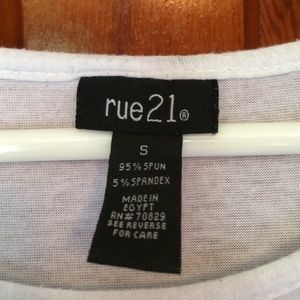 rue21®
S
95% SPUN
5% SPANDEX
MADE IN
EGYPT
RN# 70829
SEE REVERSE
FOR CARE